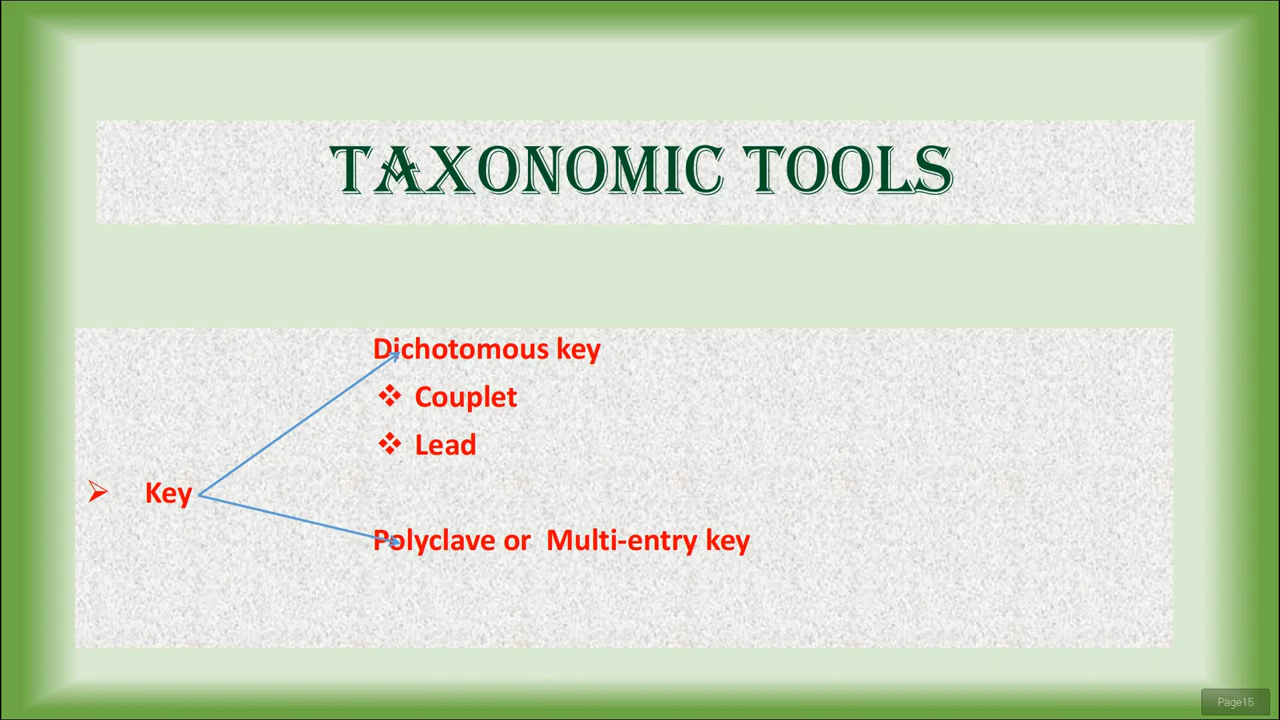 TAXONOMIC TOOLS
Dichotomous key
❖ Couplet
❖ Lead
➢ Key
Polyclave or Multi-entry key
Page15